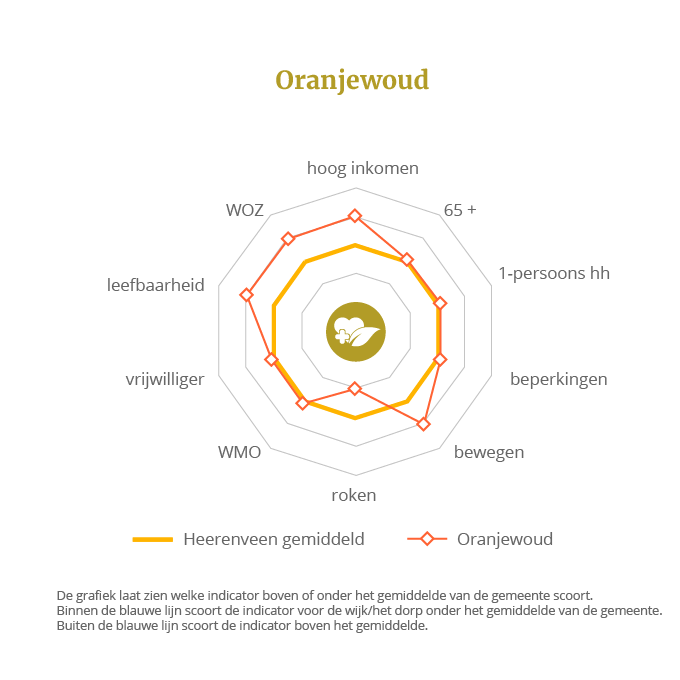 Oranjewoud
hoog inkomen
WOZ
65 +
leefbaarheid
1-persoons hh
vrijwilliger
beperkingen
WMO
bewegen
roken
Heerenveen gemiddeld
Oranjewoud
De grafiek laat zien welke indicator boven of onder het gemiddelde van de gemeente scoort.
Binnen de blauwe lijn scoort de indicator voor de wijk/het dorp onder het gemiddelde van de gemeente.
Buiten de blauwe lijn scoort de indicator boven het gemiddelde.